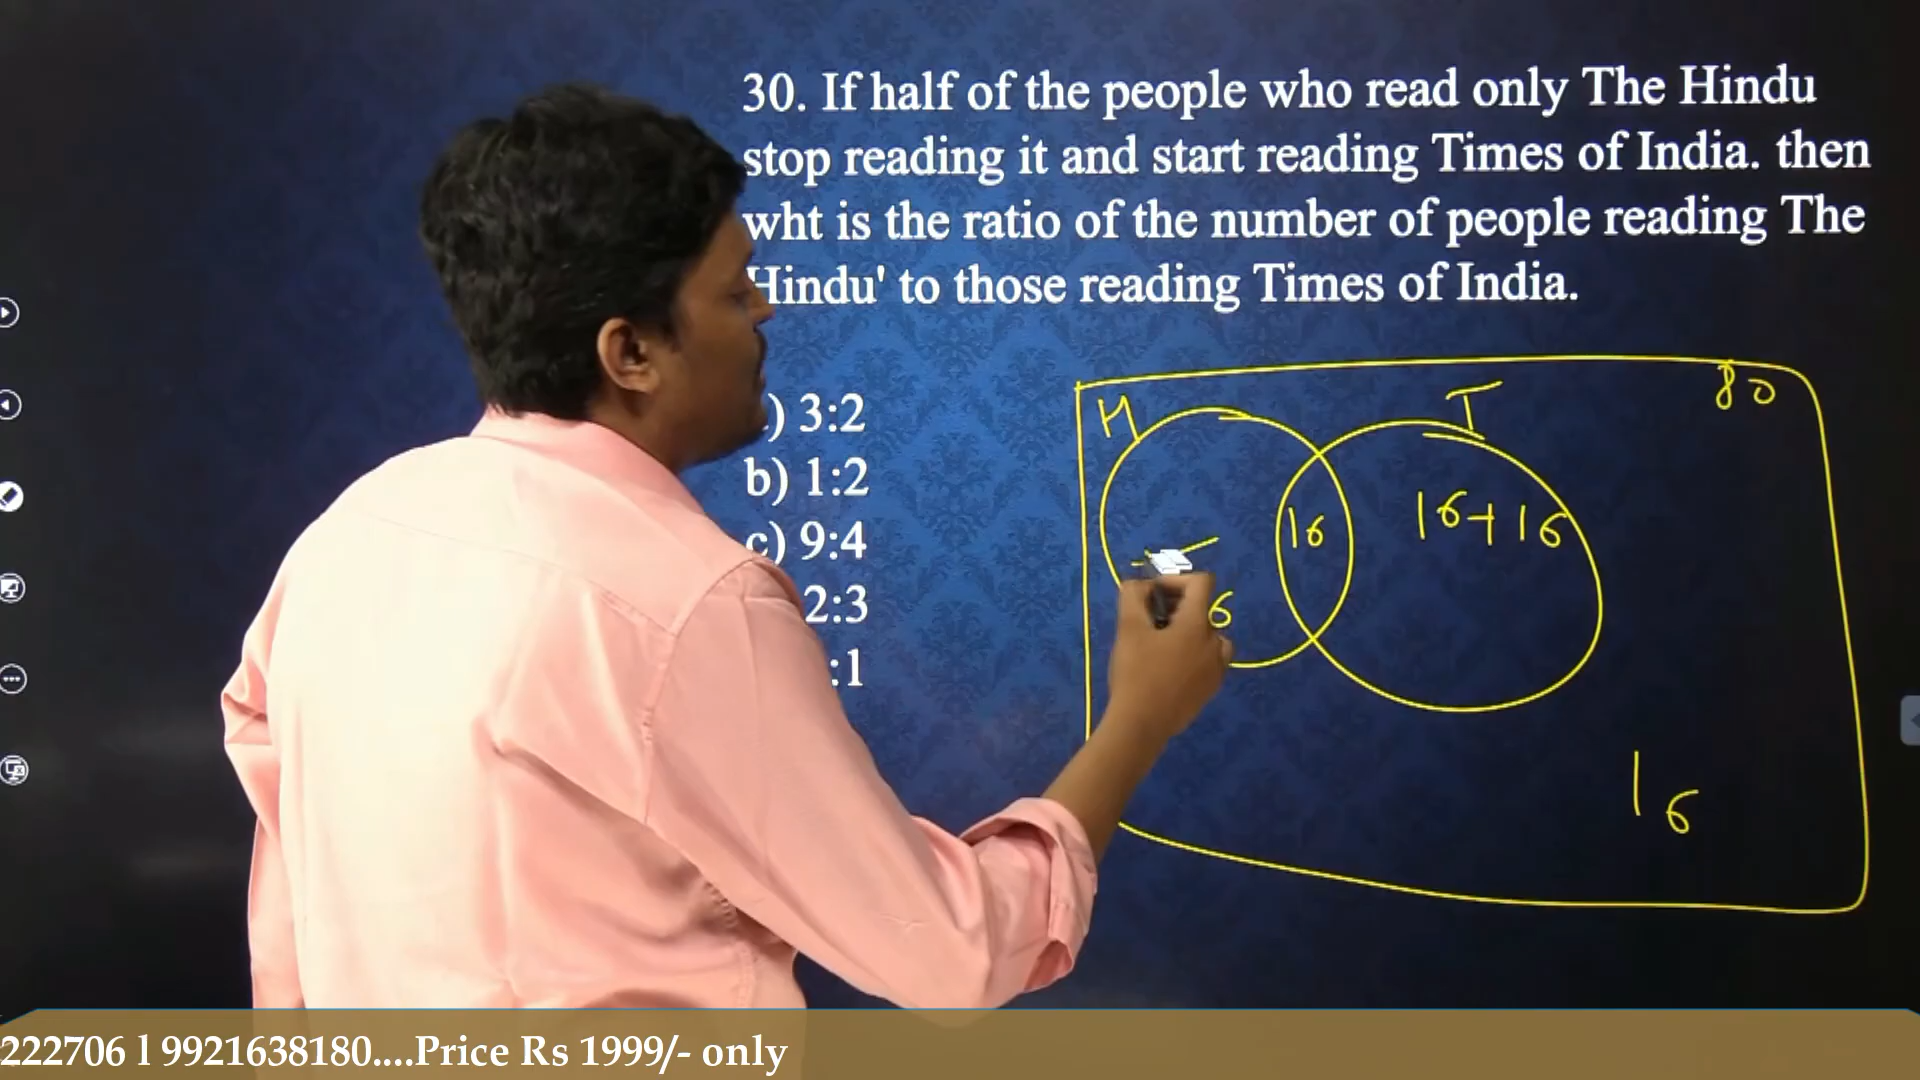 30. If half of the people who read only The Hindu
stop reading it and start reading Times of India. then
wht is the ratio of the number of people reading The
Hindu' to those reading Times of India.
) 3:2
b) 1:2
c) 9:4
2:3
:1
H
T
80
16
16+16
6
16
222706 l 9921638180....Price Rs 1999/- only